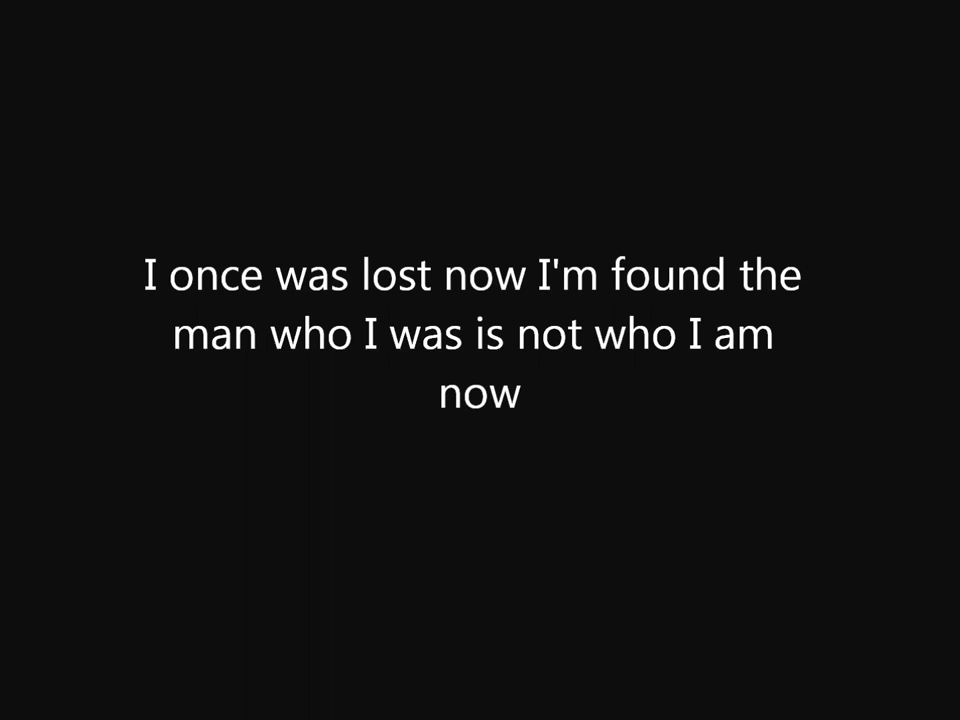 I once was lost now I'm found the
man who I was is not who I am
now